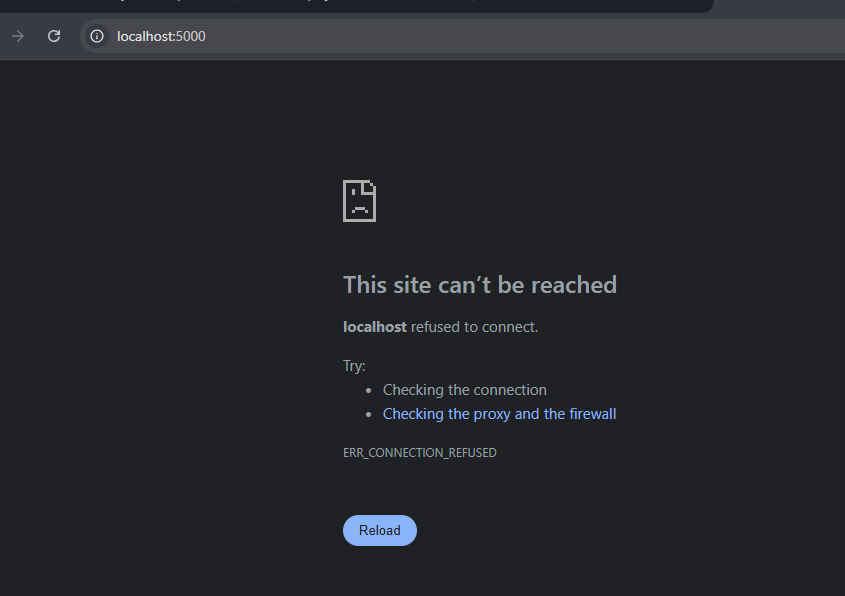 localhost:5000
This site can’t be reached
localhost refused to connect.
Try:
• Checking the connection
• Checking the proxy and the firewall
ERR_CONNECTION_REFUSED
Reload